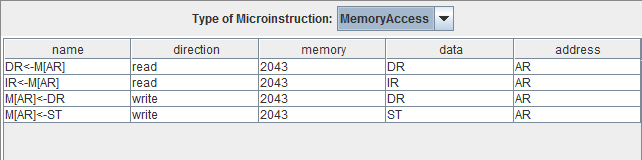 Type of Microinstruction: MemoryAccess
name direction memory data address
DR<-M[AR] read 2043 DR AR
IR<-M[AR] read 2043 IR AR
M[AR]<-DR write 2043 DR AR
M[AR]<-ST write 2043 ST AR